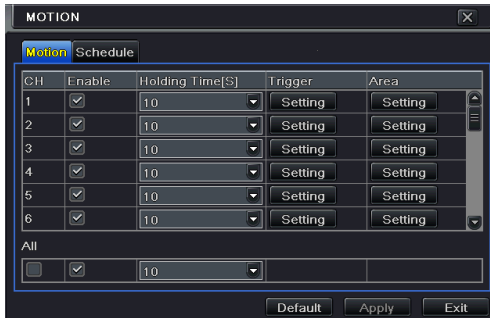 MOTION
Motion Schedule
CH Enable Holding Time[S] Trigger Area
1 10 Setting Setting
2 10 Setting Setting
3 10 Setting Setting
4 10 Setting Setting
5 10 Setting Setting
6 10 Setting Setting
All
10
Default Apply Exit